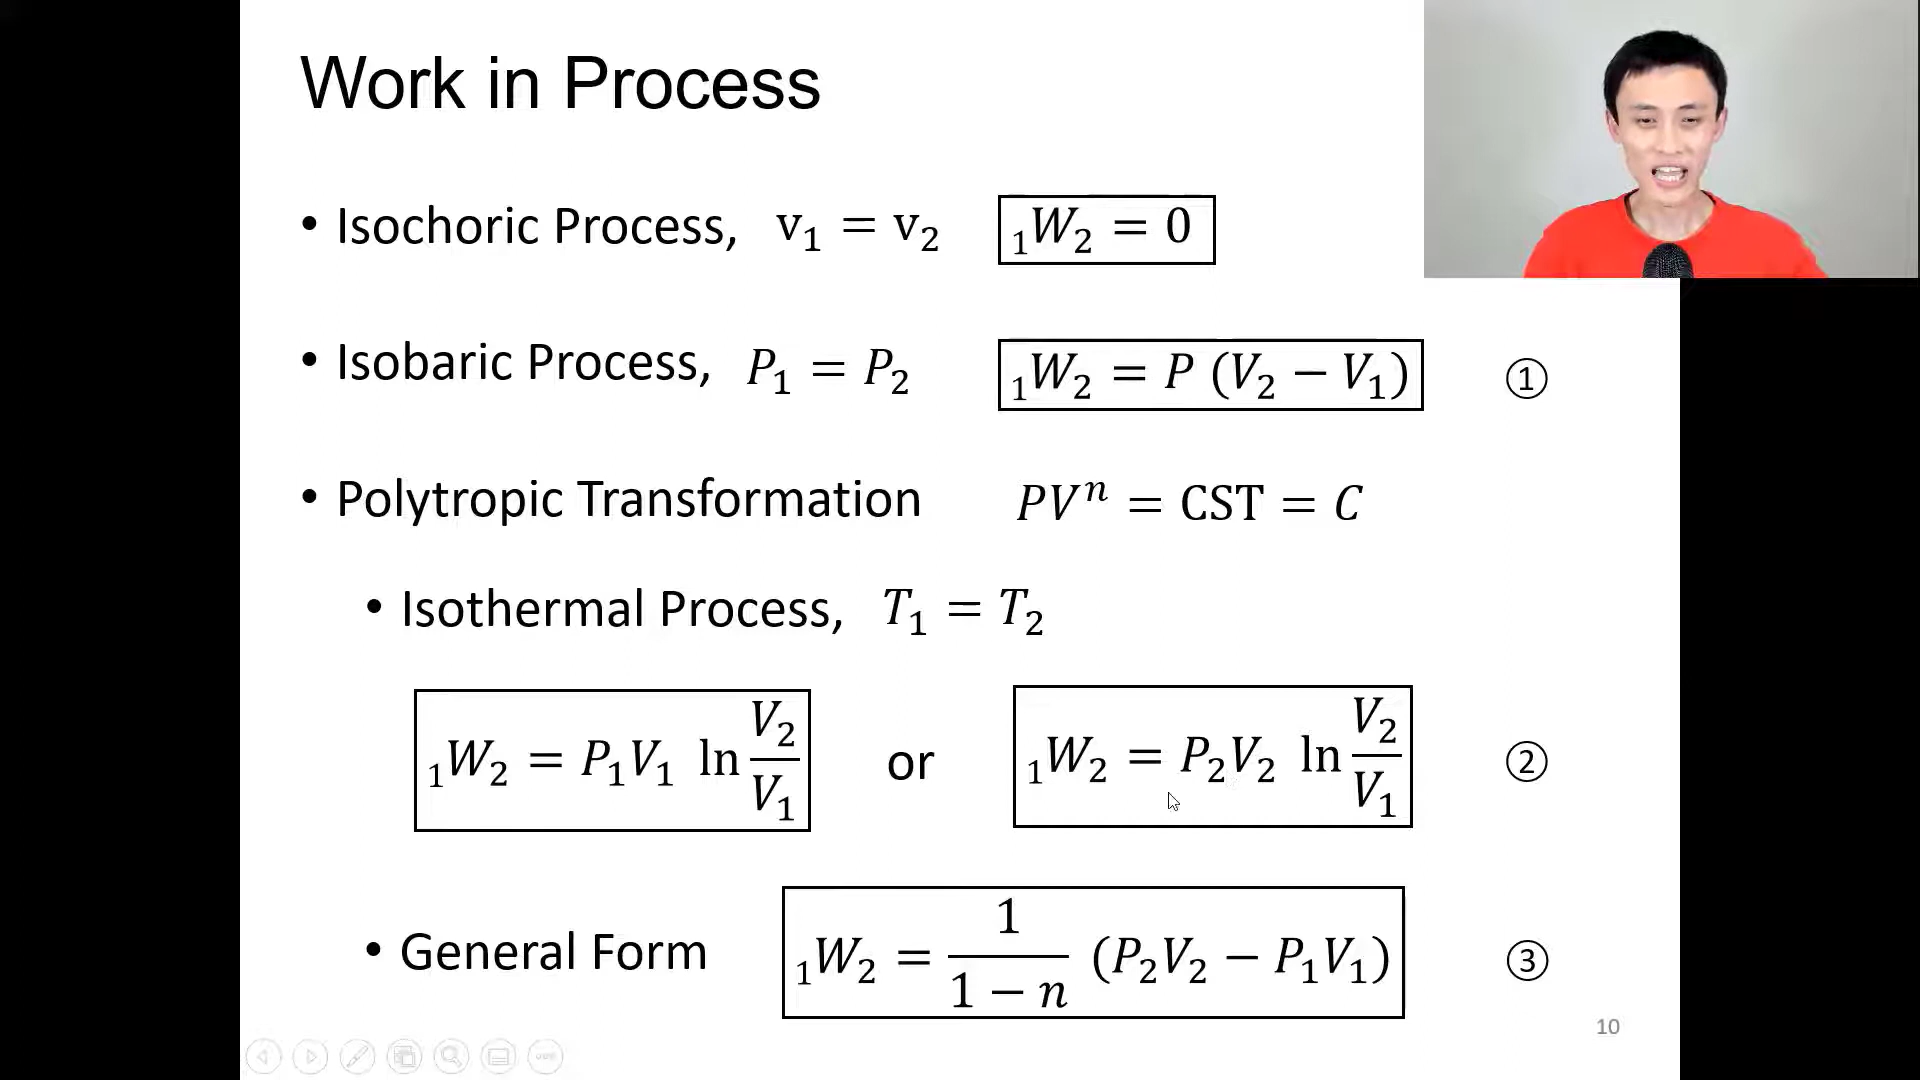 Work in Process
• Isochoric Process, v₁ = v₂ ₁W₂ = 0
• Isobaric Process, P₁ = P₂ ₁W₂ = P (V₂ − V₁) ①
• Polytropic Transformation PVⁿ = CST = C
• Isothermal Process, T₁ = T₂
₁W₂ = P₁V₁ ln V₂/V₁ or ₁W₂ = P₂V₂ ln V₂/V₁ ②
• General Form ₁W₂ = 1/(1 − n) (P₂V₂ − P₁V₁) ③
10